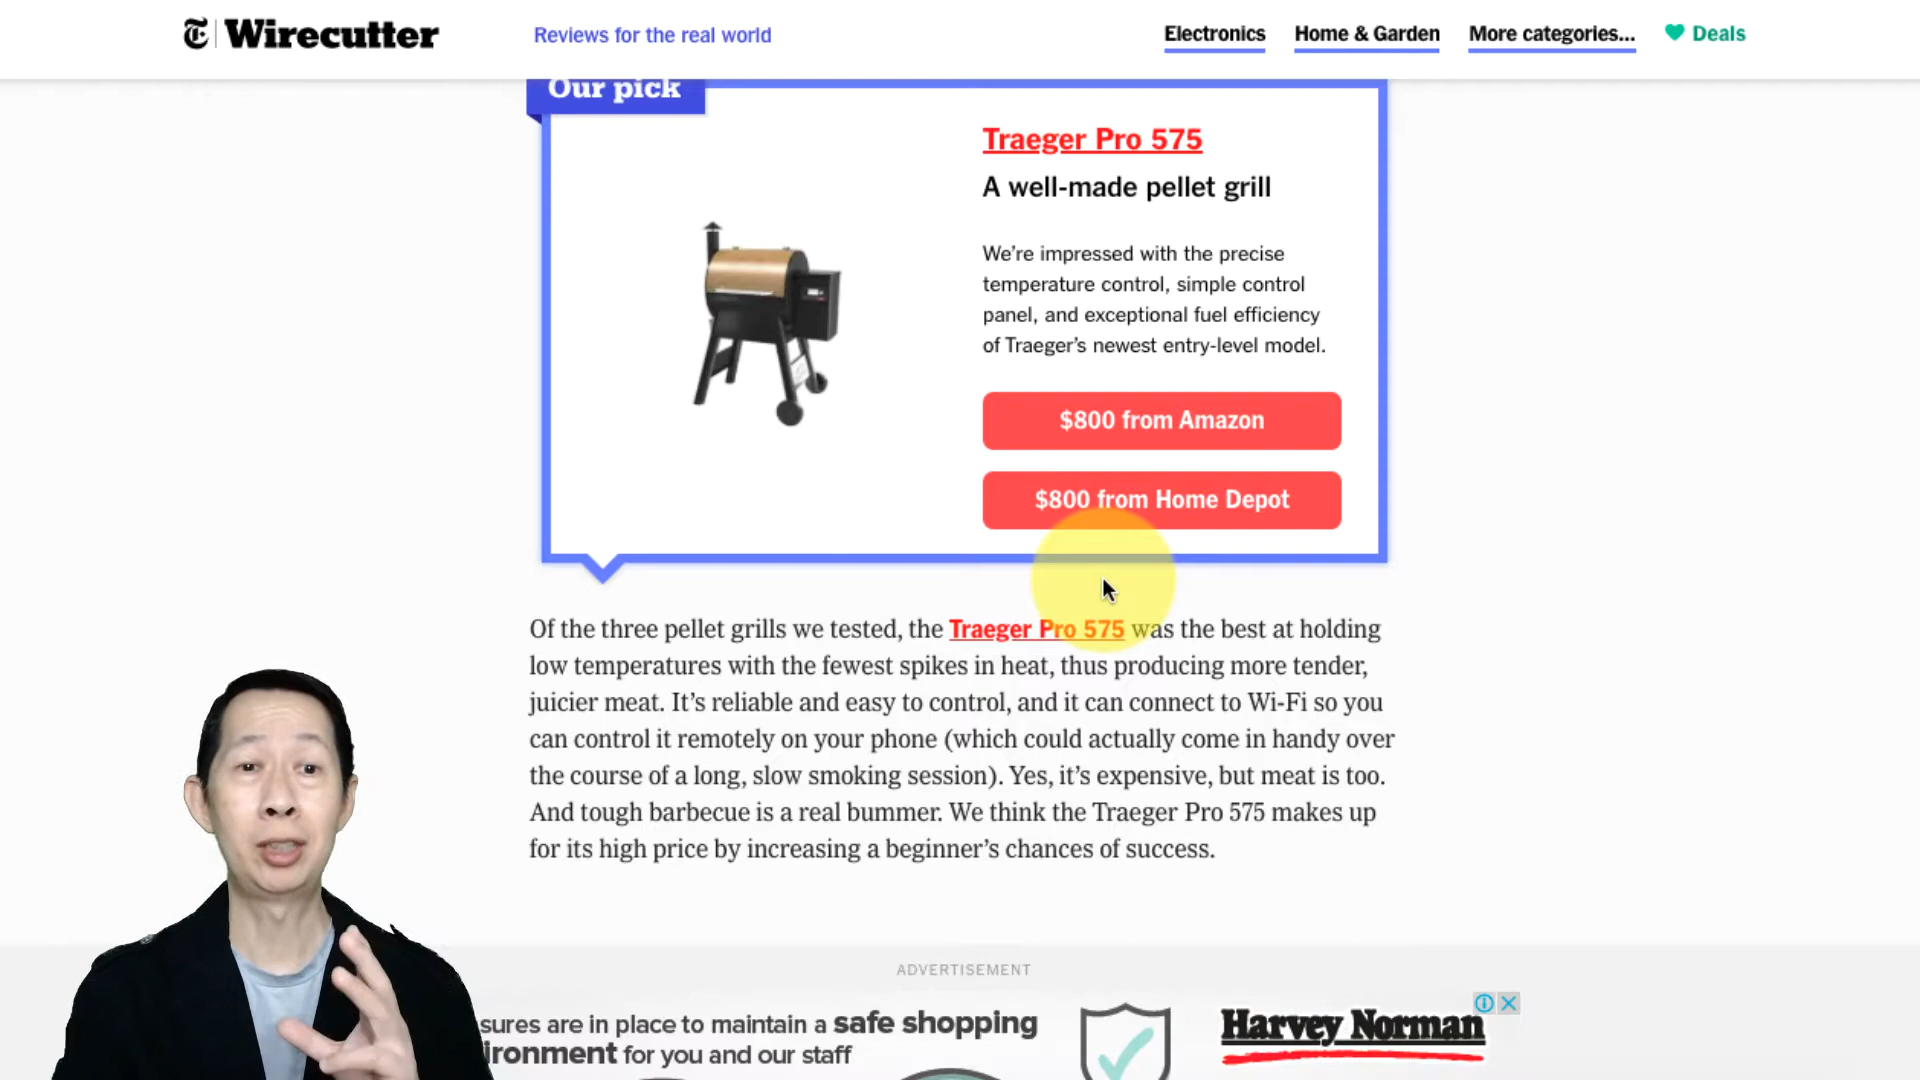 Wirecutter
Reviews for the real world
Electronics
Home & Garden
More categories...
Deals
Our pick
Traeger Pro 575
A well-made pellet grill
We're impressed with the precise
temperature control, simple control
panel, and exceptional fuel efficiency
of Traeger's newest entry-level model.
$800 from Amazon
$800 from Home Depot
Of the three pellet grills we tested, the Traeger Pro 575 was the best at holding
low temperatures with the fewest spikes in heat, thus producing more tender,
juicier meat. It's reliable and easy to control, and it can connect to Wi-Fi so you
can control it remotely on your phone (which could actually come in handy over
the course of a long, slow smoking session). Yes, it's expensive, but meat is too.
And tough barbecue is a real bummer. We think the Traeger Pro 575 makes up
for its high price by increasing a beginner's chances of success.
ADVERTISEMENT
sures are in place to maintain a safe shopping
ironment for you and our staff
Harvey Norman